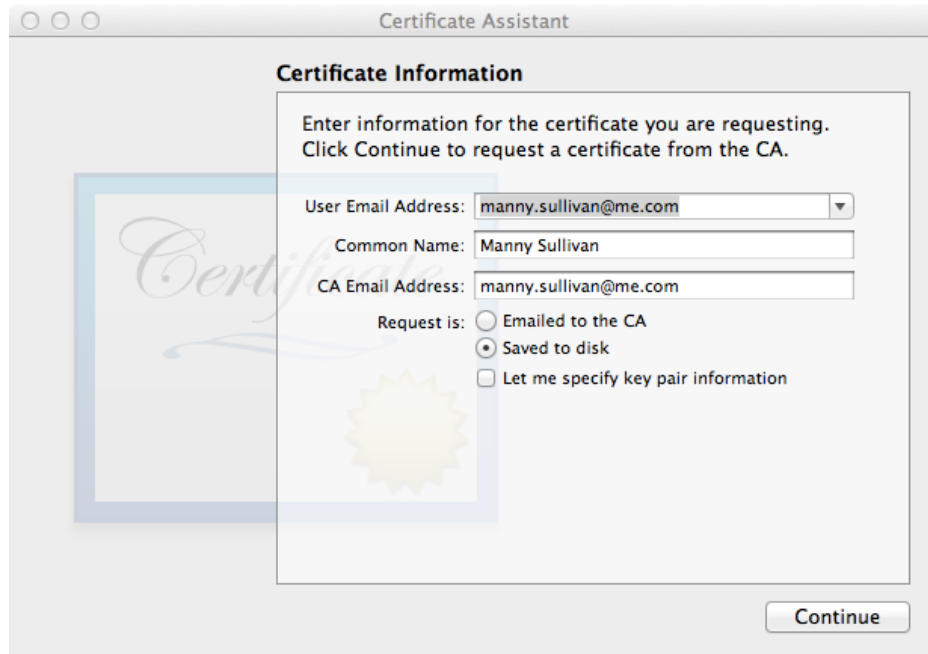 Certificate Assistant
Certificate Information
Enter information for the certificate you are requesting.
Click Continue to request a certificate from the CA.
Certificate
User Email Address: manny.sullivan@me.com
Common Name: Manny Sullivan
CA Email Address: manny.sullivan@me.com
Request is: Emailed to the CA
Saved to disk
Let me specify key pair information
Continue